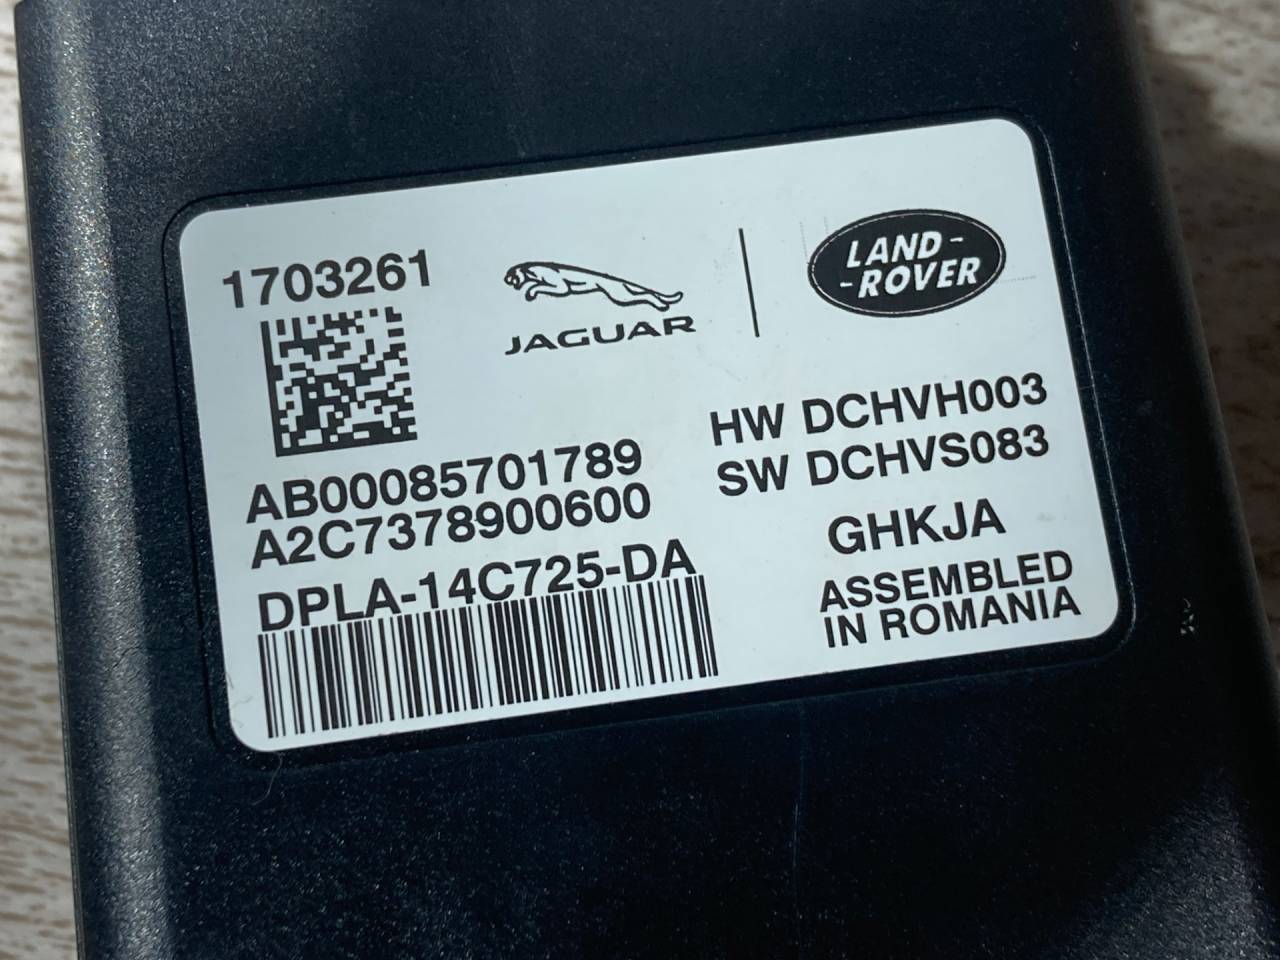 1703261
JAGUAR
LAND-
-ROVER
AB00085701789
A2C7378900600
DPLA-14C725-DA
HW DCHVH003
SW DCHVS083
GHKJA
ASSEMBLED
IN ROMANIA